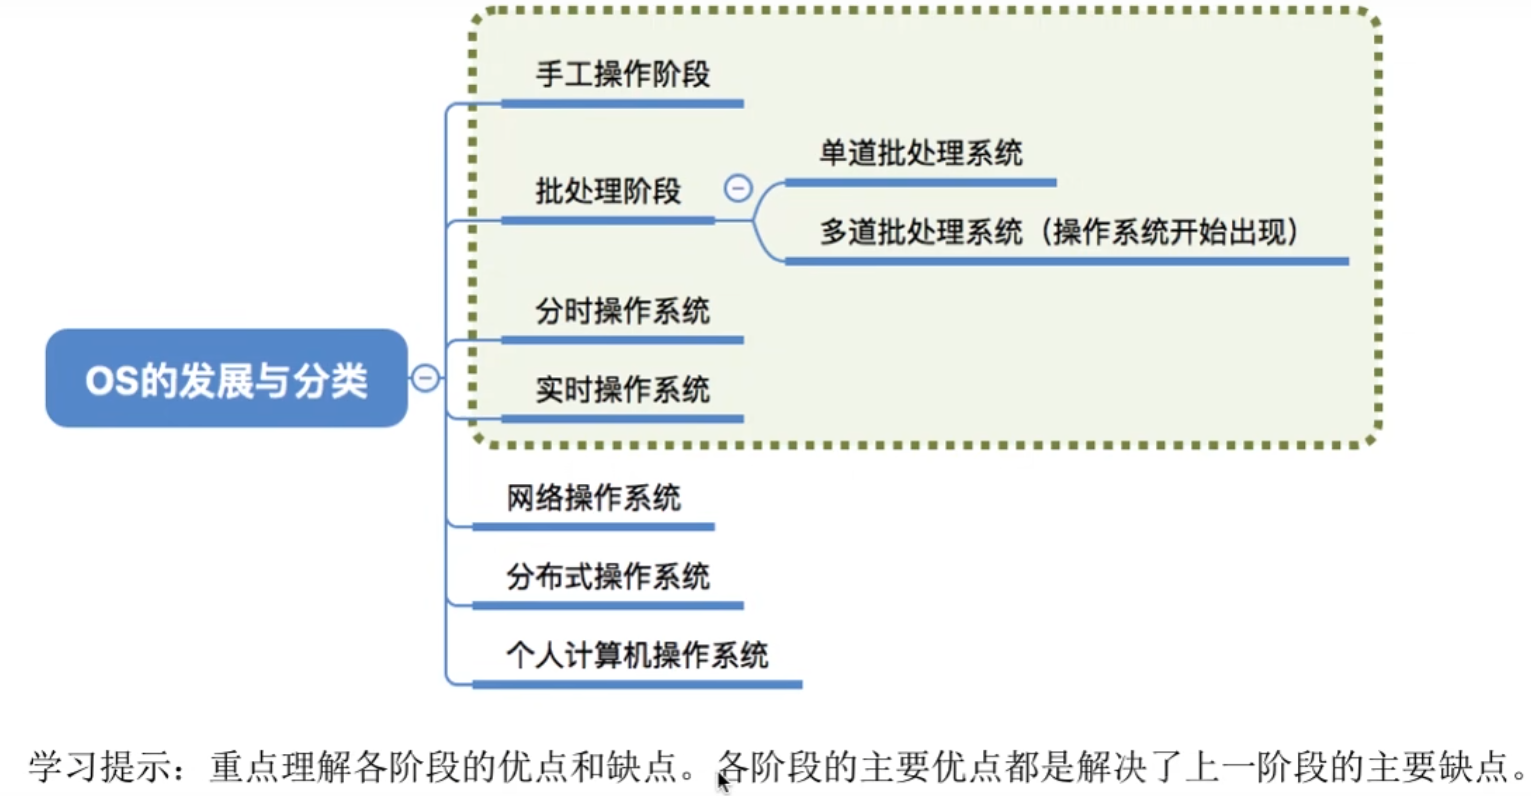 手工操作阶段
单道批处理系统
批处理阶段
多道批处理系统（操作系统开始出现）
分时操作系统
OS的发展与分类
实时操作系统
网络操作系统
分布式操作系统
个人计算机操作系统
学习提示：重点理解各阶段的优点和缺点。各阶段的主要优点都是解决了上一阶段的主要缺点。